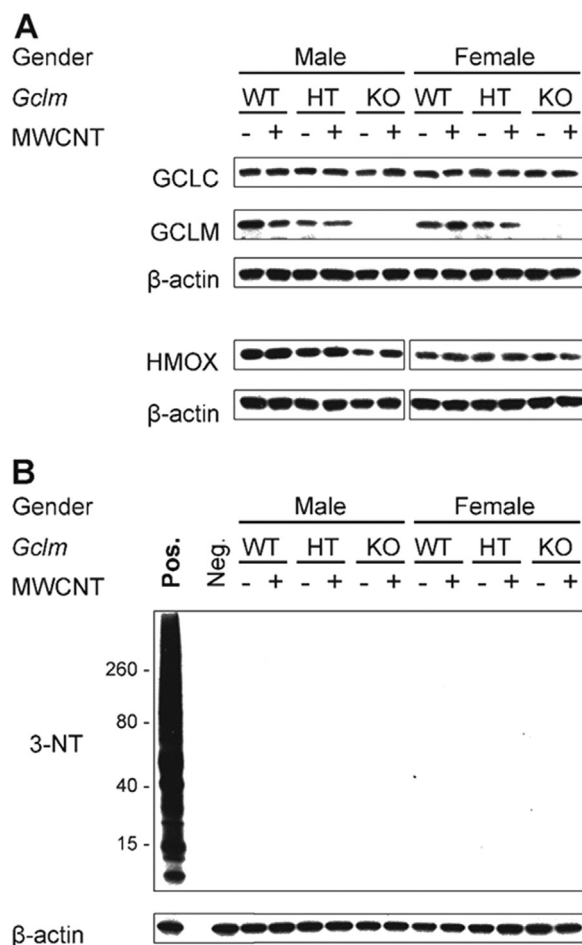 A
Gender Male Female
Gclm WT HT KO WT HT KO
MWCNT - + - + - + - + - + - +
GCLC
GCLM
β-actin
HMOX
β-actin
B
Gender Male Female
Gclm Pos. Neg. WT HT KO WT HT KO
MWCNT - + - + - + - + - + - +
260 -
80 -
3-NT
40 -
15 -
β-actin